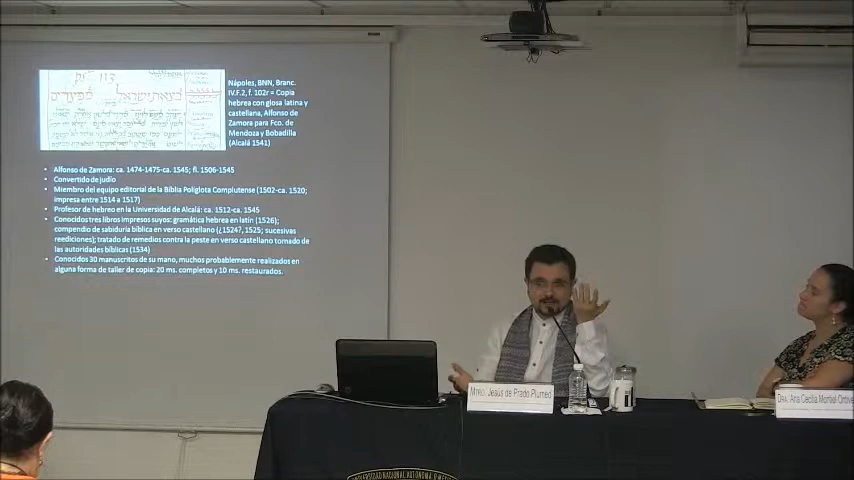 Nápoles, BNN, Branc.
IV.F.2, f. 102r = Copia
hebrea con glosa latina y
castellana, Alfonso de
Zamora para Fco. de
Mendoza y Bobadilla
(Alcalá 1541)
• Alfonso de Zamora: ca. 1474-1475-ca. 1545; fl. 1506-1545
• Convertido de judío
• Miembro del equipo editorial de la Biblia Políglota Complutense (1502-ca. 1520;
impresa entre 1514 a 1517)
• Profesor de hebreo en la Universidad de Alcalá: ca. 1512-ca. 1545
• Conocidos tres libros impresos suyos: gramática hebrea en latín (1526);
compendio de sabiduría bíblica en verso castellano (¿1524?, 1525; sucesivas
reediciones); tratado de remedios contra la peste en verso castellano tomado de
las autoridades bíblicas (1534)
• Conocidos 30 manuscritos de su mano, muchos probablemente realizados en
alguna forma de taller de copia: 20 ms. completos y 10 ms. restaurados.
Mtro. Jesús de Prado Plumed
Dra. Ana Cecilia Montiel Ontive
UNIVERSIDAD NACIONAL AUTÓNOMA